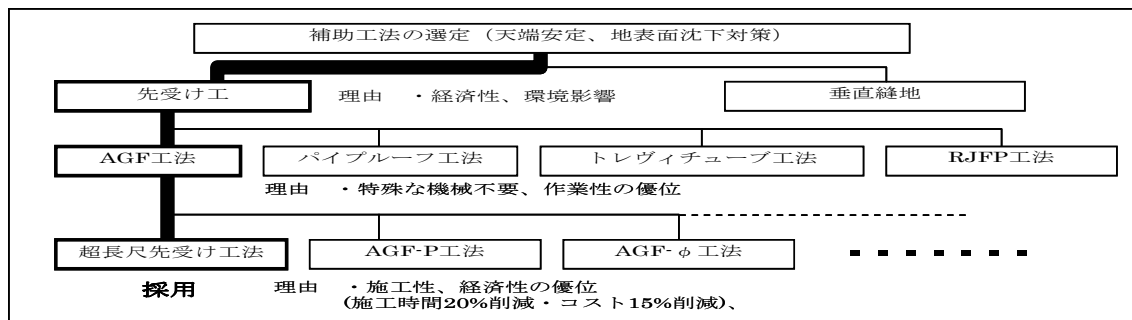 補助工法の選定（天端安定、地表面沈下対策）
先受け工
理由　・経済性、環境影響
垂直縫地
AGF工法
パイプルーフ工法
トレヴィチューブ工法
RJFP工法
理由　・特殊な機械不要、作業性の優位
超長尺先受け工法
AGF-P工法
AGF-φ工法
採用
理由　・施工性、経済性の優位
(施工時間20%削減・コスト15%削減)、